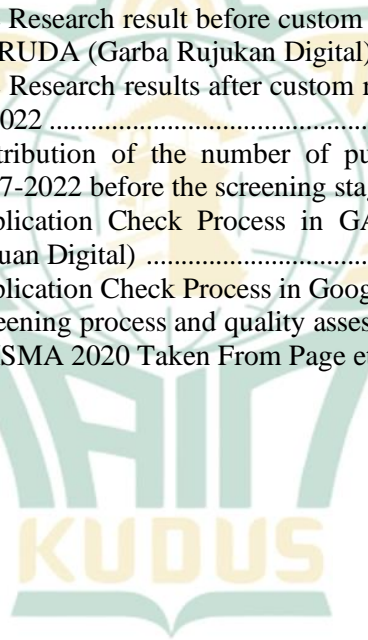 Research result before custom
RUDA (Garba Rujukan Digital)
Research results after custom
022 ........................................
tribution of the number of pu
7-2022 before the screening sta
plication Check Process in GA
uan Digital) ..............................
plication Check Process in Goog
eening process and quality asses
SMA 2020 Taken From Page e
KUDUS